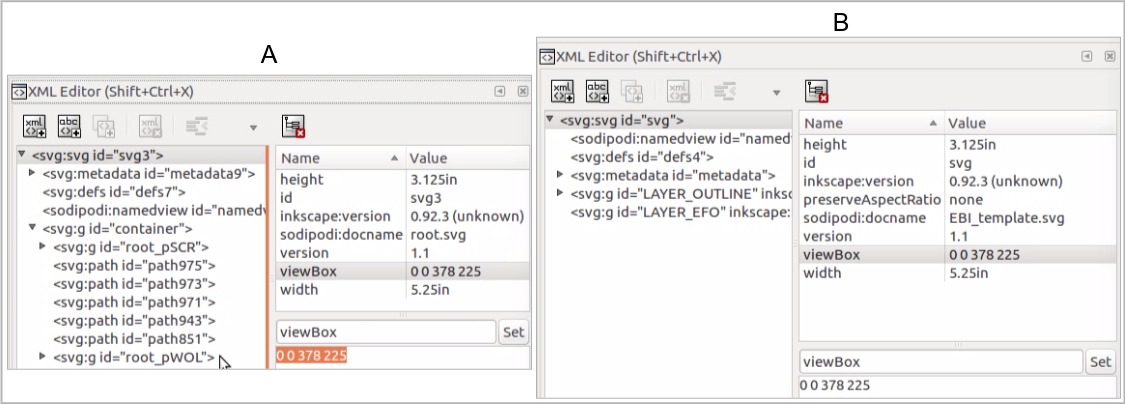 A
XML Editor (Shift+Ctrl+X)
xml
abc
xml
<svg:svg id="svg3">
<svg:metadata id="metadata9">
<svg:defs id="defs7">
<sodipodi:namedview id="namedv
<svg:g id="container">
<svg:g id="root_pSCR">
<svg:path id="path975">
<svg:path id="path973">
<svg:path id="path971">
<svg:path id="path943">
<svg:path id="path851">
<svg:g id="root_pWOL">
Name Value
height 3.125in
id svg3
inkscape:version 0.92.3 (unknown)
sodipodi:docname root.svg
version 1.1
viewBox 0 0 378 225
width 5.25in
viewBox Set
0 0 378 225
B
XML Editor (Shift+Ctrl+X)
xml
abc
xml
<svg:svg id="svg">
<sodipodi:namedview id="named
<svg:defs id="defs4">
<svg:metadata id="metadata">
<svg:g id="LAYER_OUTLINE" inksc
<svg:g id="LAYER_EFO" inkscape:
Name Value
height 3.125in
id svg
inkscape:version 0.92.3 (unknown)
preserveAspectRatio none
sodipodi:docname EBI_template.svg
version 1.1
viewBox 0 0 378 225
width 5.25in
viewBox Set
0 0 378 225